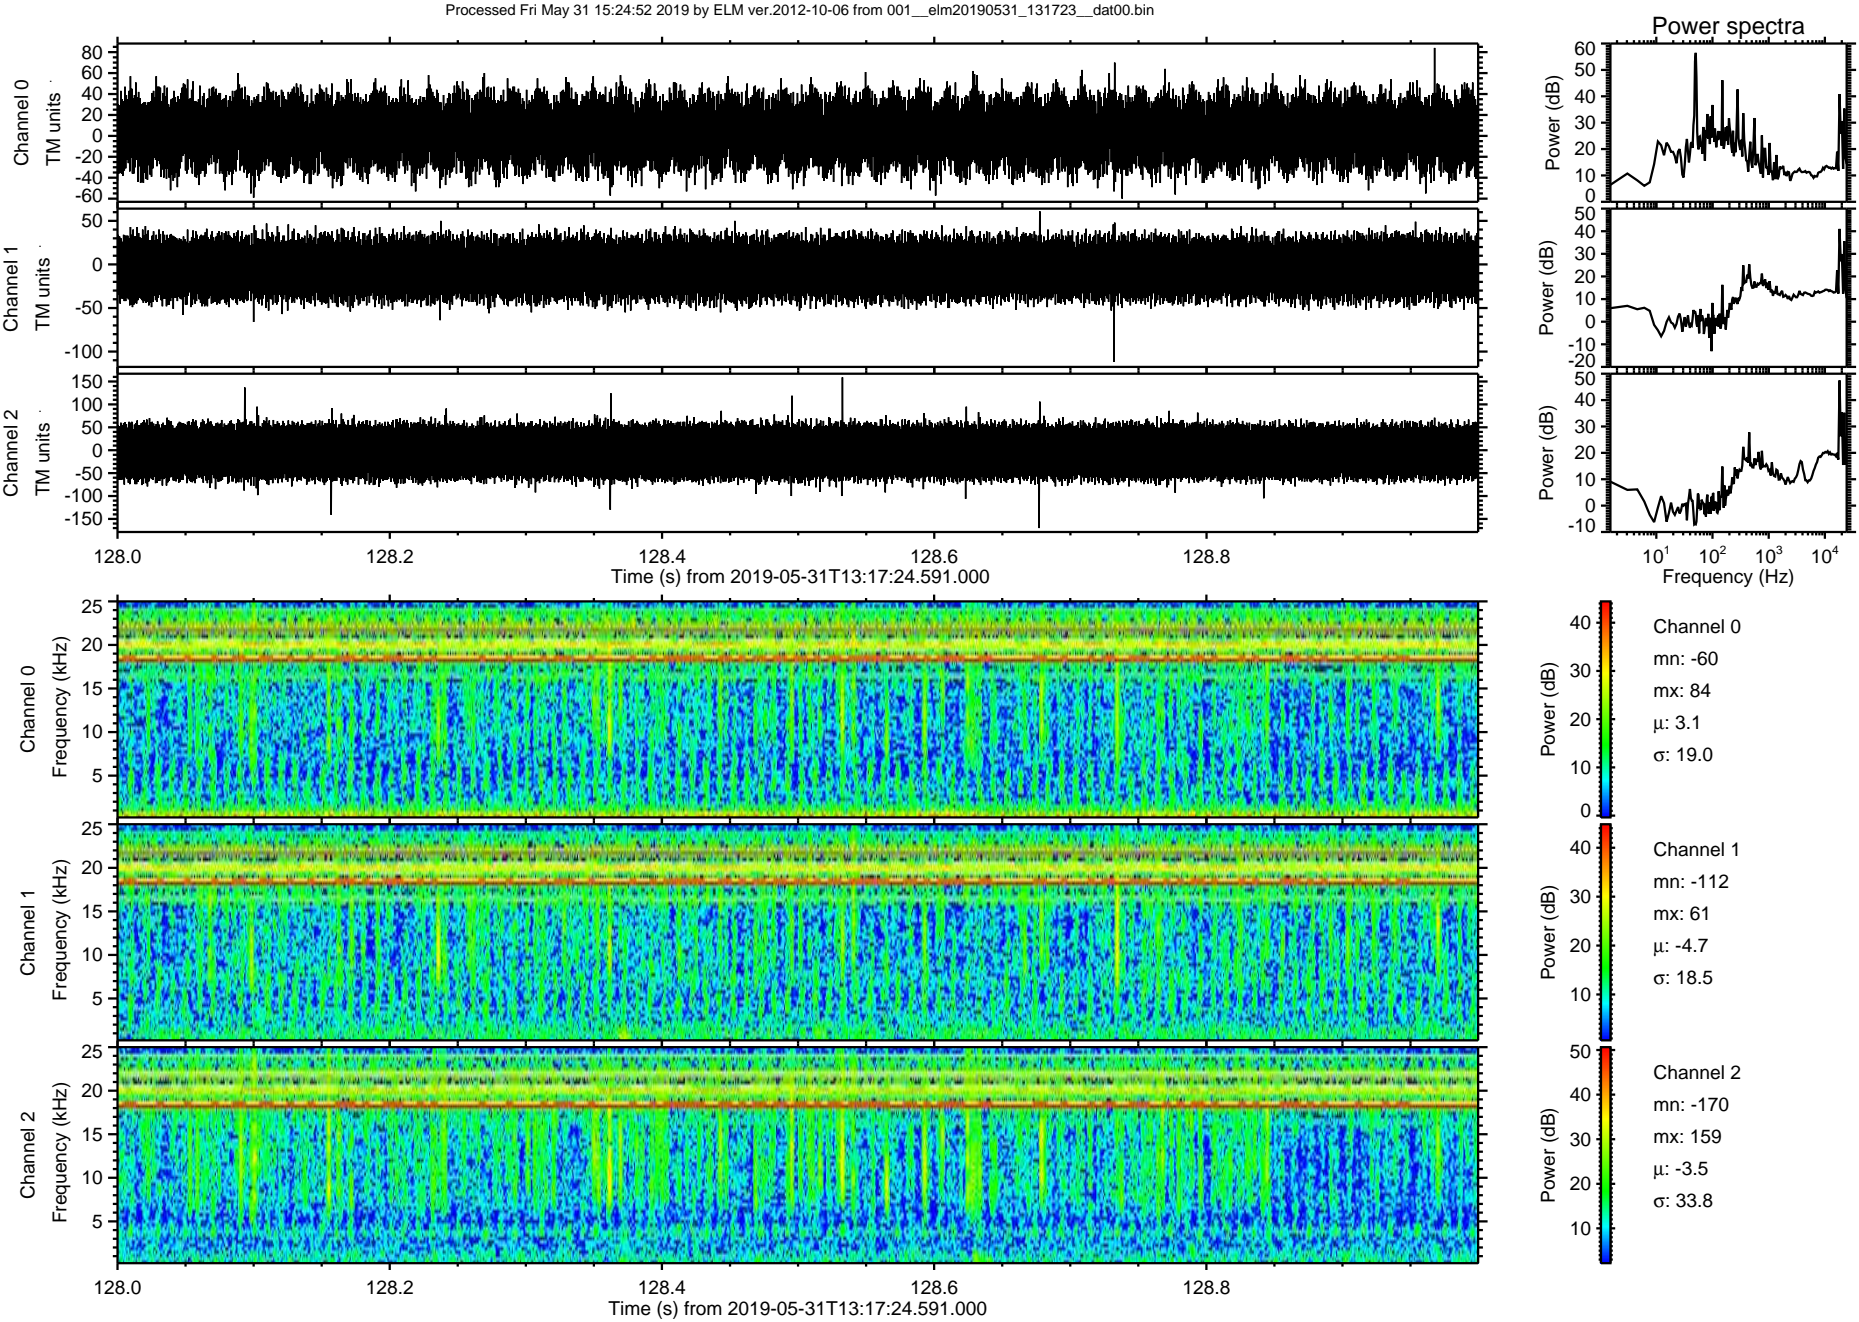 Processed Fri May 31 15:24:52 2019 by ELM ver.2012-10-06 from 001__elm20190531_131723__dat00.bin
Power spectra
Channel 0
TM units
80
60
40
20
0
-20
-40
-60
Power (dB)
60
50
40
30
20
10
0
Channel 1
TM units
50
0
-50
-100
Power (dB)
50
40
30
20
10
0
-10
-20
Channel 2
TM units
150
100
50
0
-50
-100
-150
Power (dB)
50
40
30
20
10
0
-10
128.0 128.2 128.4 128.6 128.8
Time (s) from 2019-05-31T13:17:24.591.000
10¹ 10² 10³ 10⁴
Frequency (Hz)
Channel 0
Frequency (kHz)
25
20
15
10
5
Power (dB)
40
30
20
10
0
Channel 0
mn: -60
mx: 84
μ: 3.1
σ: 19.0
Channel 1
Frequency (kHz)
25
20
15
10
5
Power (dB)
40
30
20
10
Channel 1
mn: -112
mx: 61
μ: -4.7
σ: 18.5
Channel 2
Frequency (kHz)
25
20
15
10
5
Power (dB)
50
40
30
20
10
Channel 2
mn: -170
mx: 159
μ: -3.5
σ: 33.8
128.0 128.2 128.4 128.6 128.8
Time (s) from 2019-05-31T13:17:24.591.000